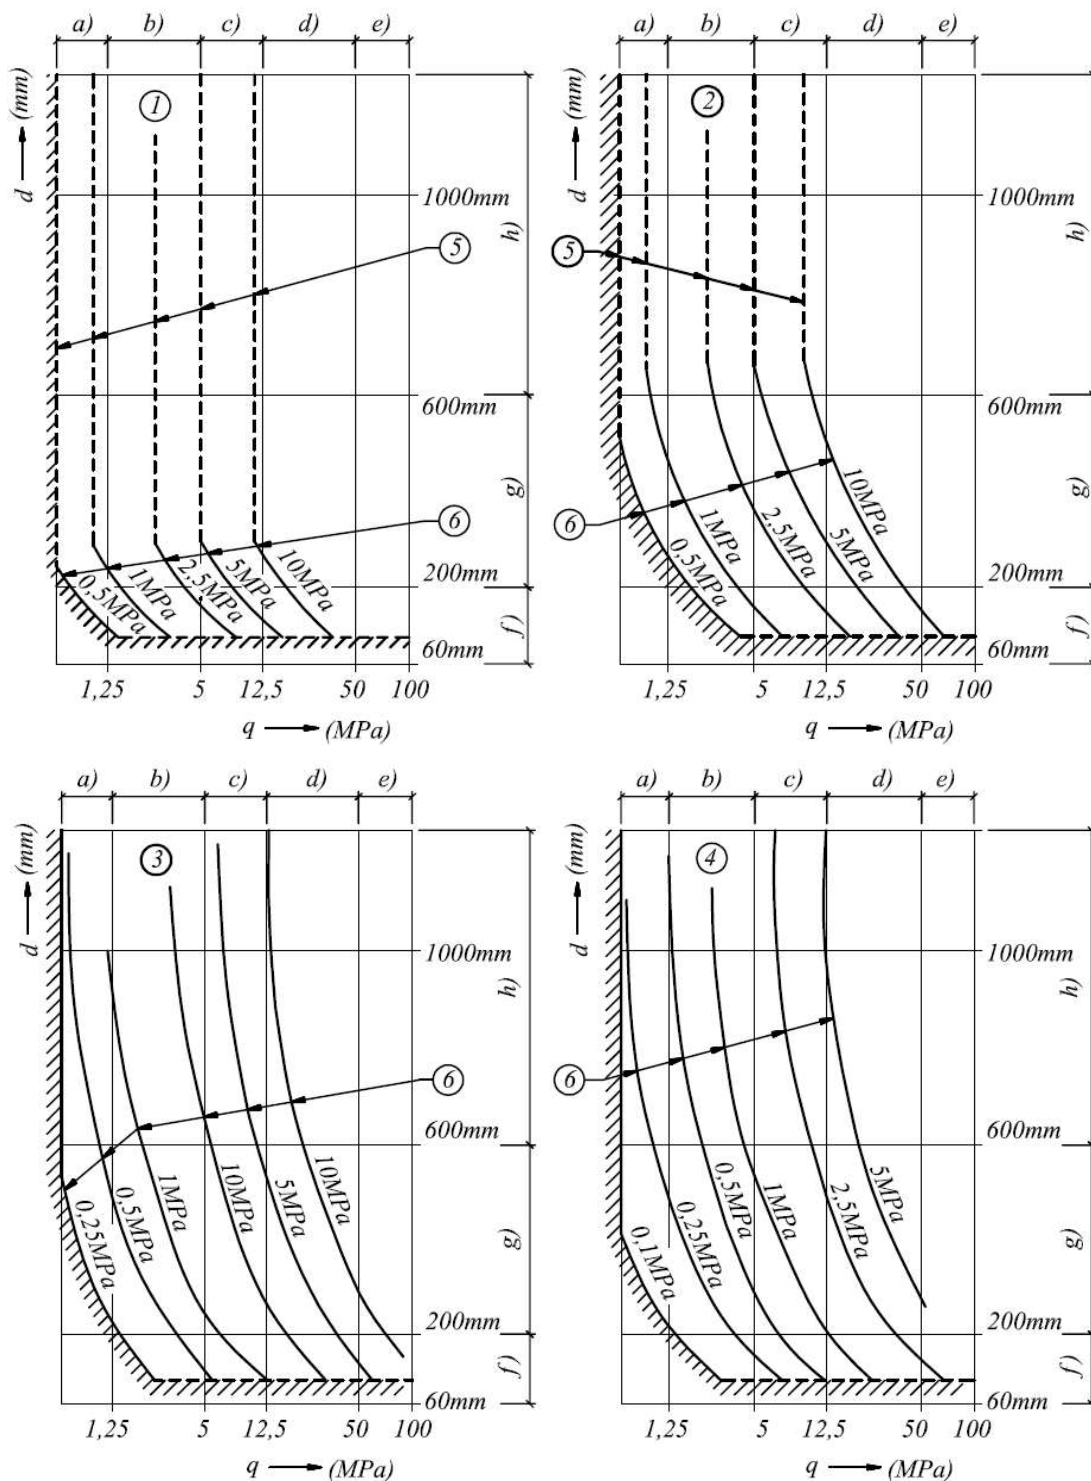 a) b) c) d) e)
d → (mm)
1
1000mm
h)
5
600mm
g)
6
0,5MPa 1MPa 2,5MPa 5MPa 10MPa
200mm
f)
60mm
1,25 5 12,5 50 100
q → (MPa)
a) b) c) d) e)
d → (mm)
2
1000mm
h)
5
600mm
g)
6
0.5MPa 1MPa 2,5MPa 5MPa 10MPa
200mm
f)
60mm
1,25 5 12,5 50 100
q → (MPa)
a) b) c) d) e)
d → (mm)
3
1000mm
h)
6
600mm
g)
0,25MPa 0,5MPa 1MPa 10MPa 5MPa 10MPa
200mm
f)
60mm
1,25 5 12,5 50 100
q → (MPa)
a) b) c) d) e)
d → (mm)
4
1000mm
h)
6
600mm
g)
0,1MPa 0,25MPa 0,5MPa 1MPa 2,5MPa 5MPa
200mm
f)
60mm
1,25 5 12,5 50 100
q → (MPa)